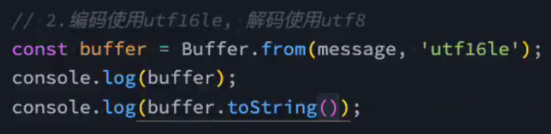 // 2.编码使用utf16le, 解码使用utf8
const buffer = Buffer.from(message, 'utf16le');
console.log(buffer);
console.log(buffer.toString());